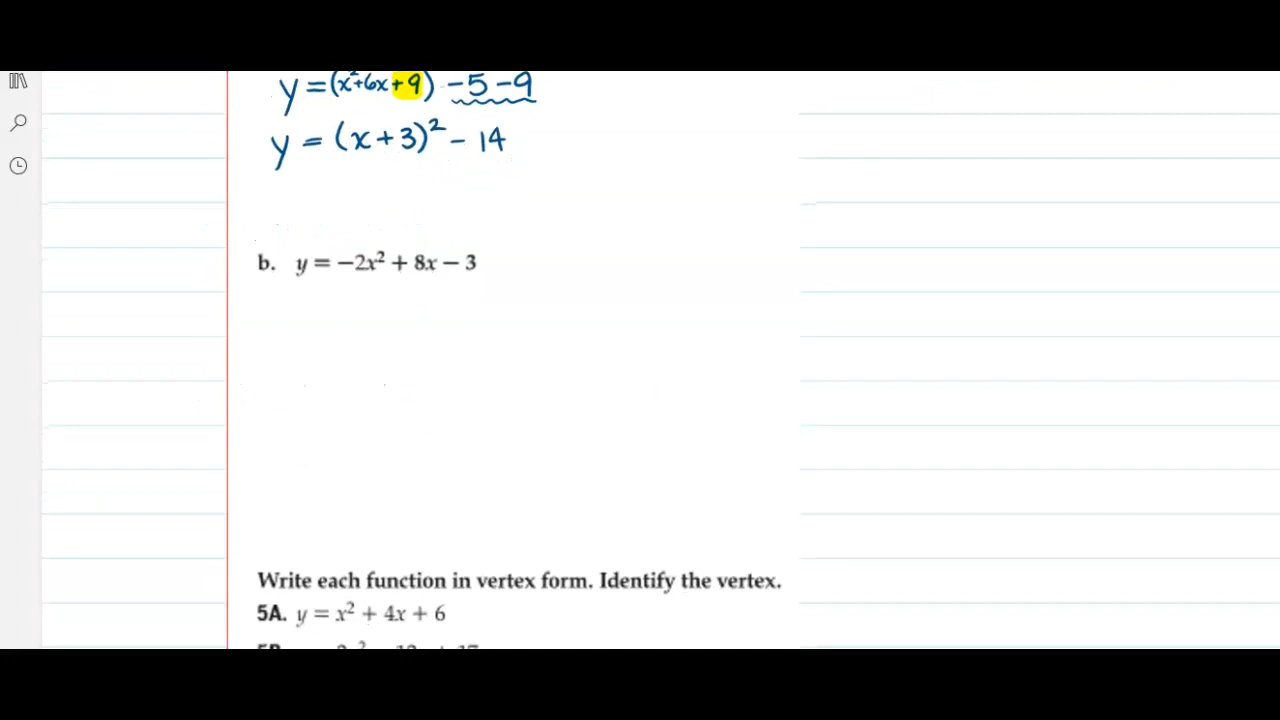 y = (x²+6x+9) -5-9
y = (x+3)² - 14
b. y = −2x² + 8x − 3
Write each function in vertex form. Identify the vertex.
5A. y = x² + 4x + 6